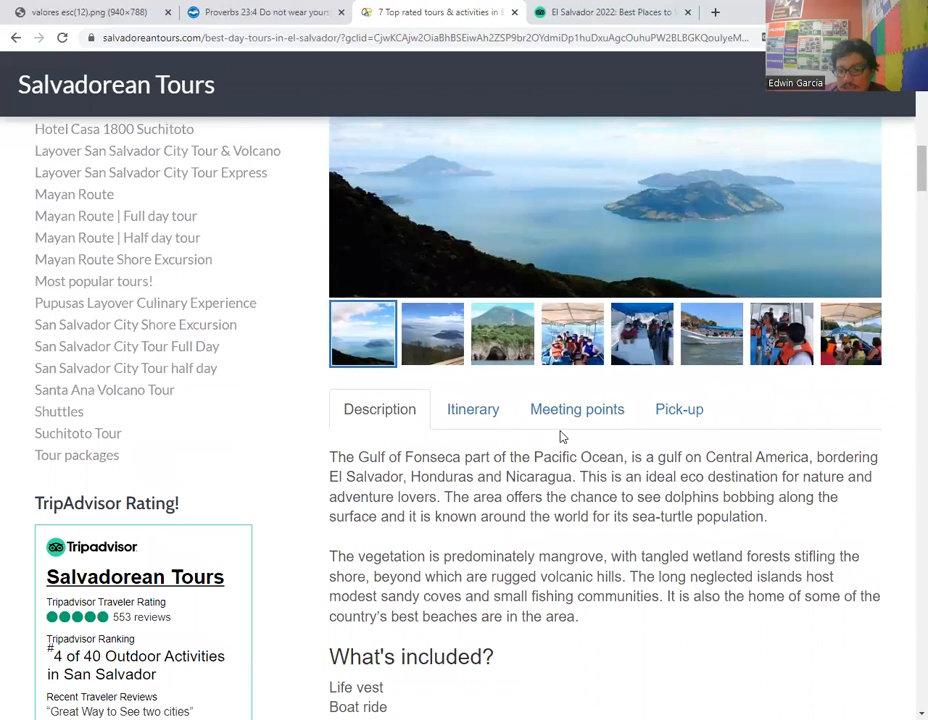 valores esc(12).png (940×788)
Proverbs 23:4 Do not wear your
7 Top rated tours & activities in E
El Salvador 2022: Best Places to
salvadoreantours.com/best-day-tours-in-el-salvador/?gclid=CjwKCAjw2OiaBhBSEiwAh2ZSP9br2OYdmiDp1huDxuAgcOuhuPW2BLBGKQoulyeM...
Edwin Garcia
Salvadorean Tours
Hotel Casa 1800 Suchitoto
Layover San Salvador City Tour & Volcano
Layover San Salvador City Tour Express
Mayan Route
Mayan Route | Full day tour
Mayan Route | Half day tour
Mayan Route Shore Excursion
Most popular tours!
Pupusas Layover Culinary Experience
San Salvador City Shore Excursion
San Salvador City Tour Full Day
San Salvador City Tour half day
Santa Ana Volcano Tour
Shuttles
Suchitoto Tour
Tour packages
TripAdvisor Rating!
Tripadvisor
Salvadorean Tours
Tripadvisor Traveler Rating
553 reviews
Tripadvisor Ranking
#4 of 40 Outdoor Activities
in San Salvador
Recent Traveler Reviews
“Great Way to See two cities”
Description Itinerary Meeting points Pick-up
The Gulf of Fonseca part of the Pacific Ocean, is a gulf on Central America, bordering
El Salvador, Honduras and Nicaragua. This is an ideal eco destination for nature and
adventure lovers. The area offers the chance to see dolphins bobbing along the
surface and it is known around the world for its sea-turtle population.
The vegetation is predominately mangrove, with tangled wetland forests stifling the
shore, beyond which are rugged volcanic hills. The long neglected islands host
modest sandy coves and small fishing communities. It is also the home of some of the
country's best beaches are in the area.
What's included?
Life vest
Boat ride